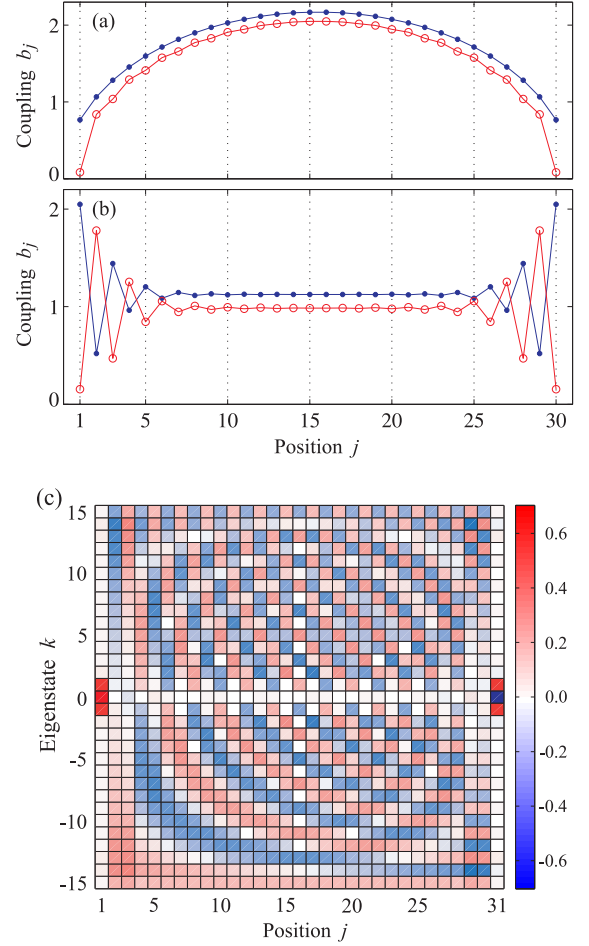 (a)
Coupling b_j
2
1
0
(b)
Coupling b_j
2
1
0
1 5 10 15 20 25 30
Position j
(c)
Eigenstate k
15
10
5
0
-5
-10
-15
1 5 10 15 20 25 31
Position j
0.6
0.4
0.2
0.0
-0.2
-0.4
-0.6